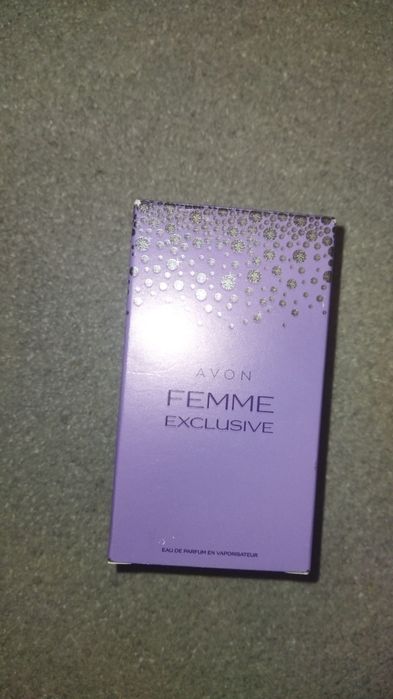 AVON
FEMME
EXCLUSIVE
EAU DE PARFUM EN VAPORISATEUR